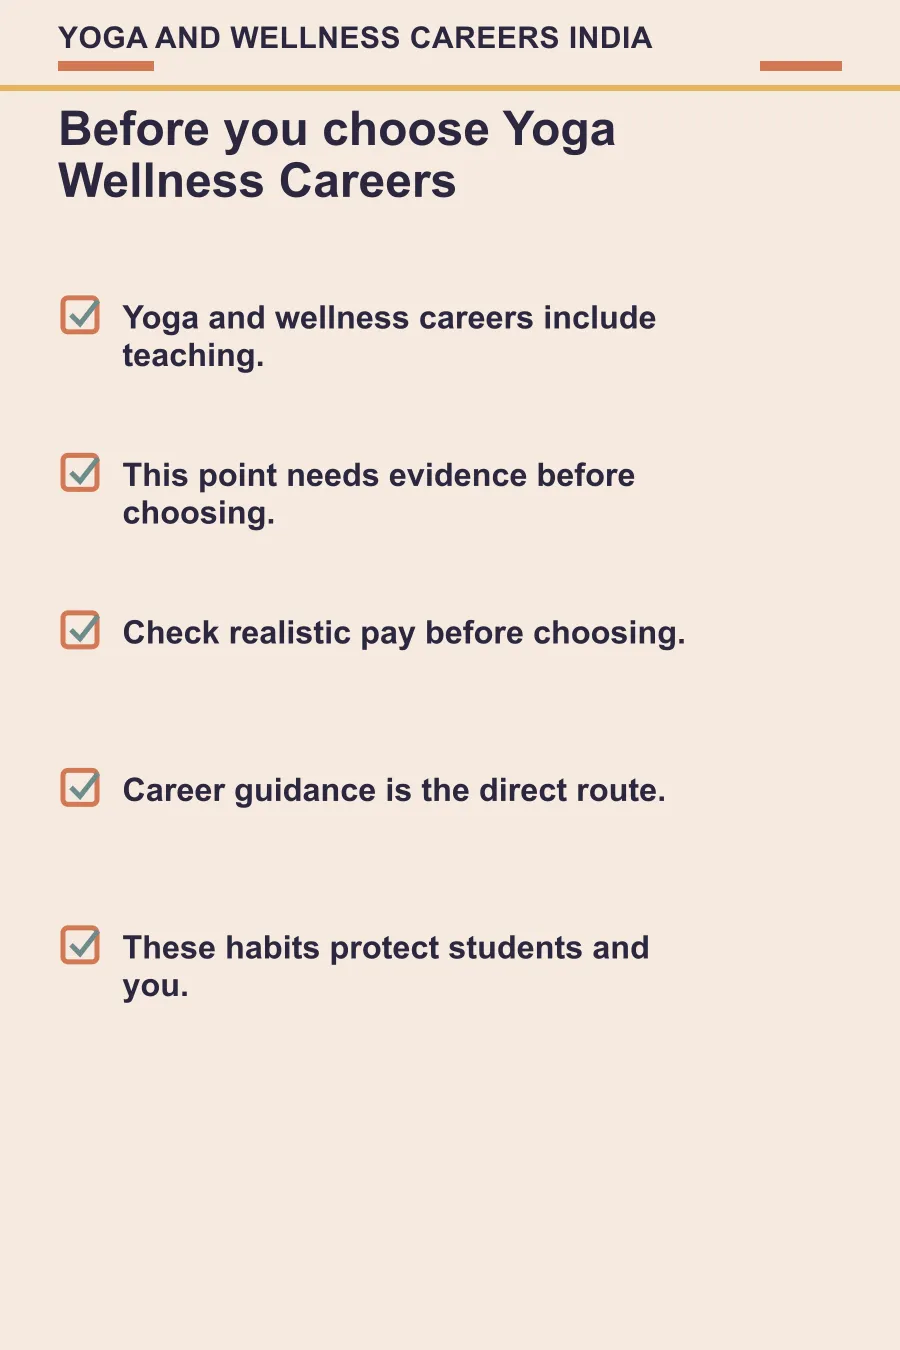 YOGA AND WELLNESS CAREERS INDIA
Before you choose Yoga
Wellness Careers
Yoga and wellness careers include
teaching.
This point needs evidence before
choosing.
Check realistic pay before choosing.
Career guidance is the direct route.
These habits protect students and
you.